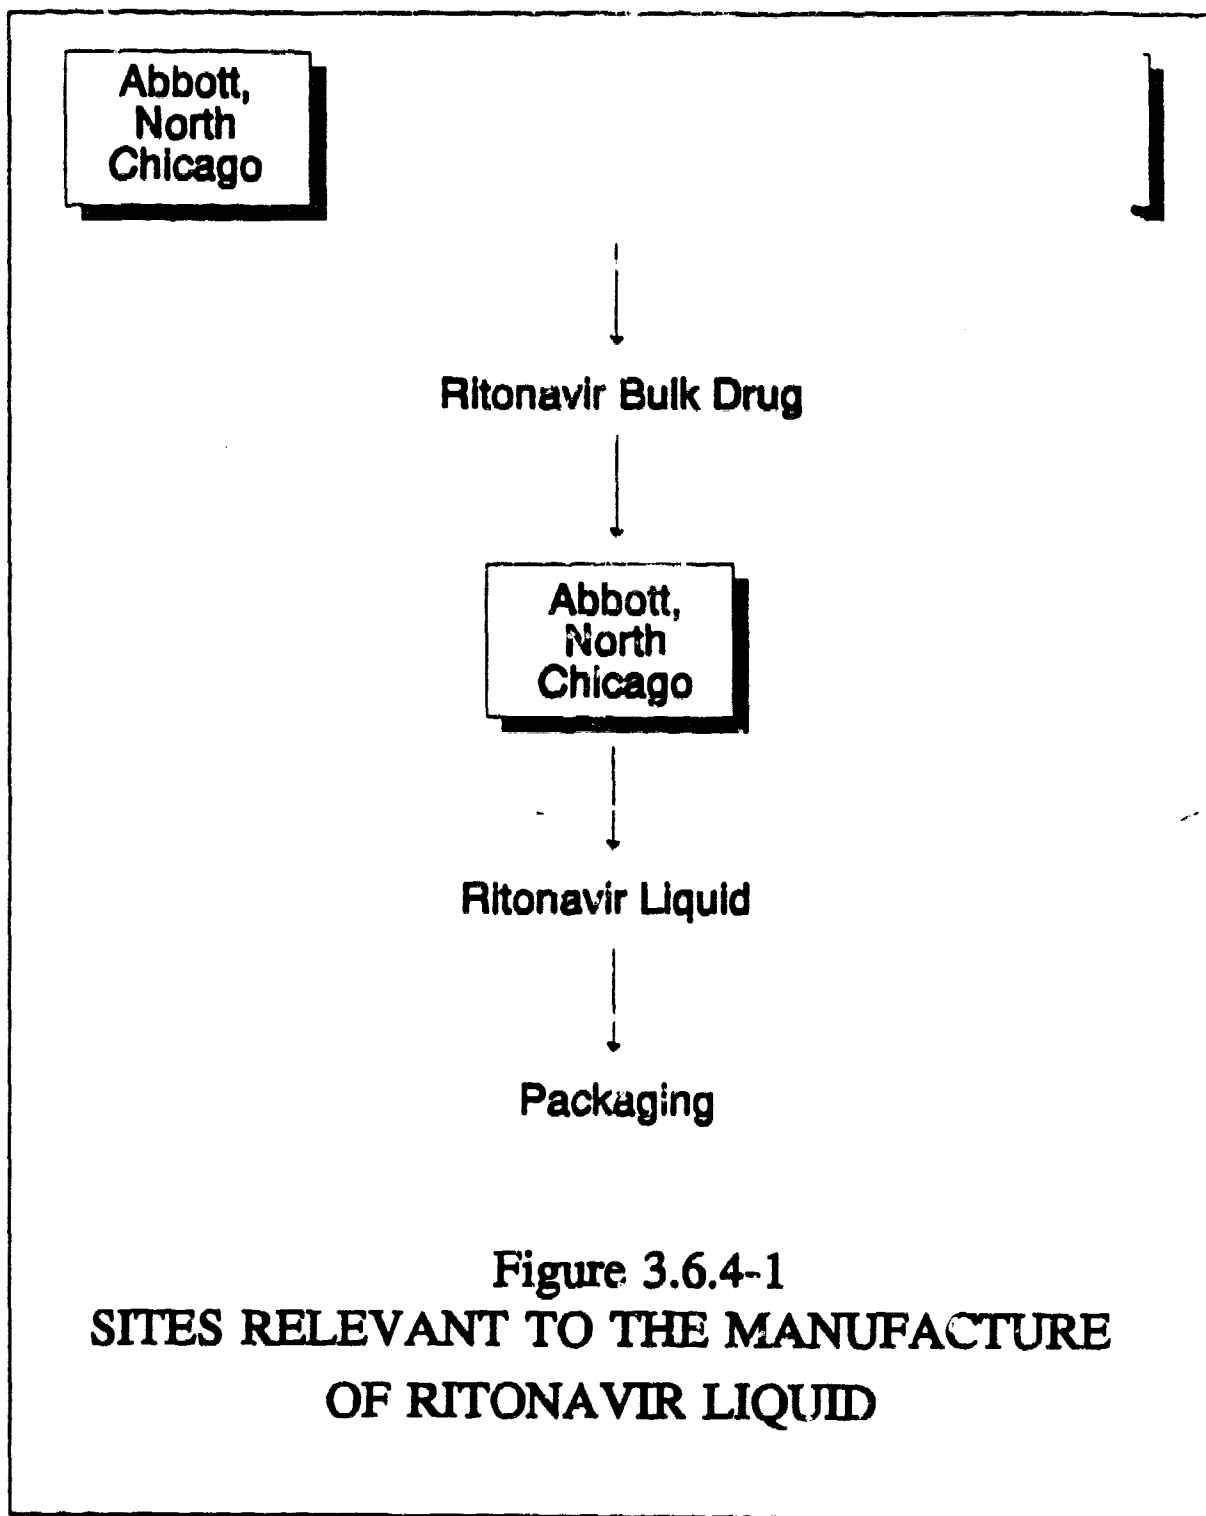 Abbott,
North
Chicago
Ritonavir Bulk Drug
Abbott,
North
Chicago
Ritonavir Liquid
Packaging
Figure 3.6.4-1
SITES RELEVANT TO THE MANUFACTURE
OF RITONAVIR LIQUID